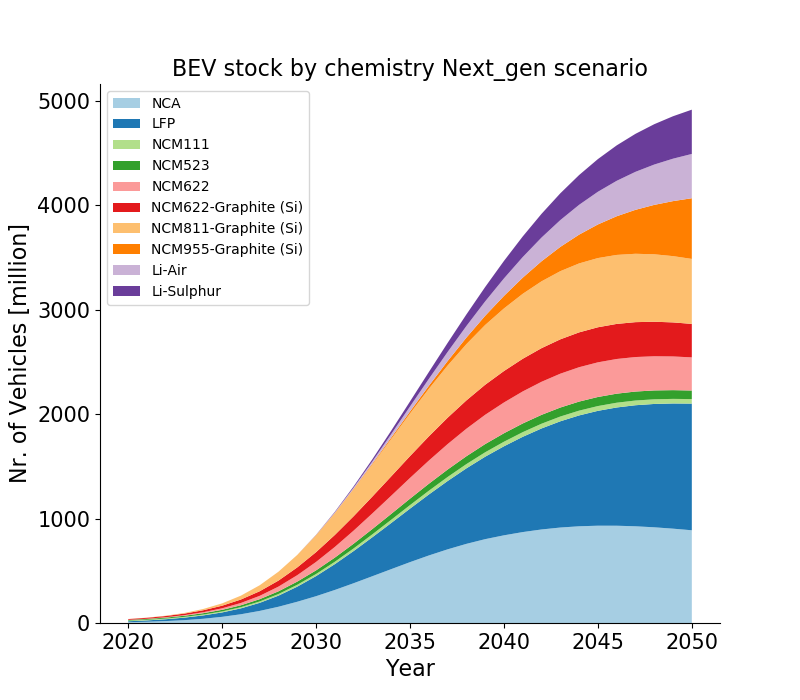 BEV stock by chemistry Next_gen scenario
NCA
LFP
NCM111
NCM523
NCM622
NCM622-Graphite (Si)
NCM811-Graphite (Si)
NCM955-Graphite (Si)
Li-Air
Li-Sulphur
Nr. of Vehicles [million]
5000
4000
3000
2000
1000
0
2020 2025 2030 2035 2040 2045 2050
Year